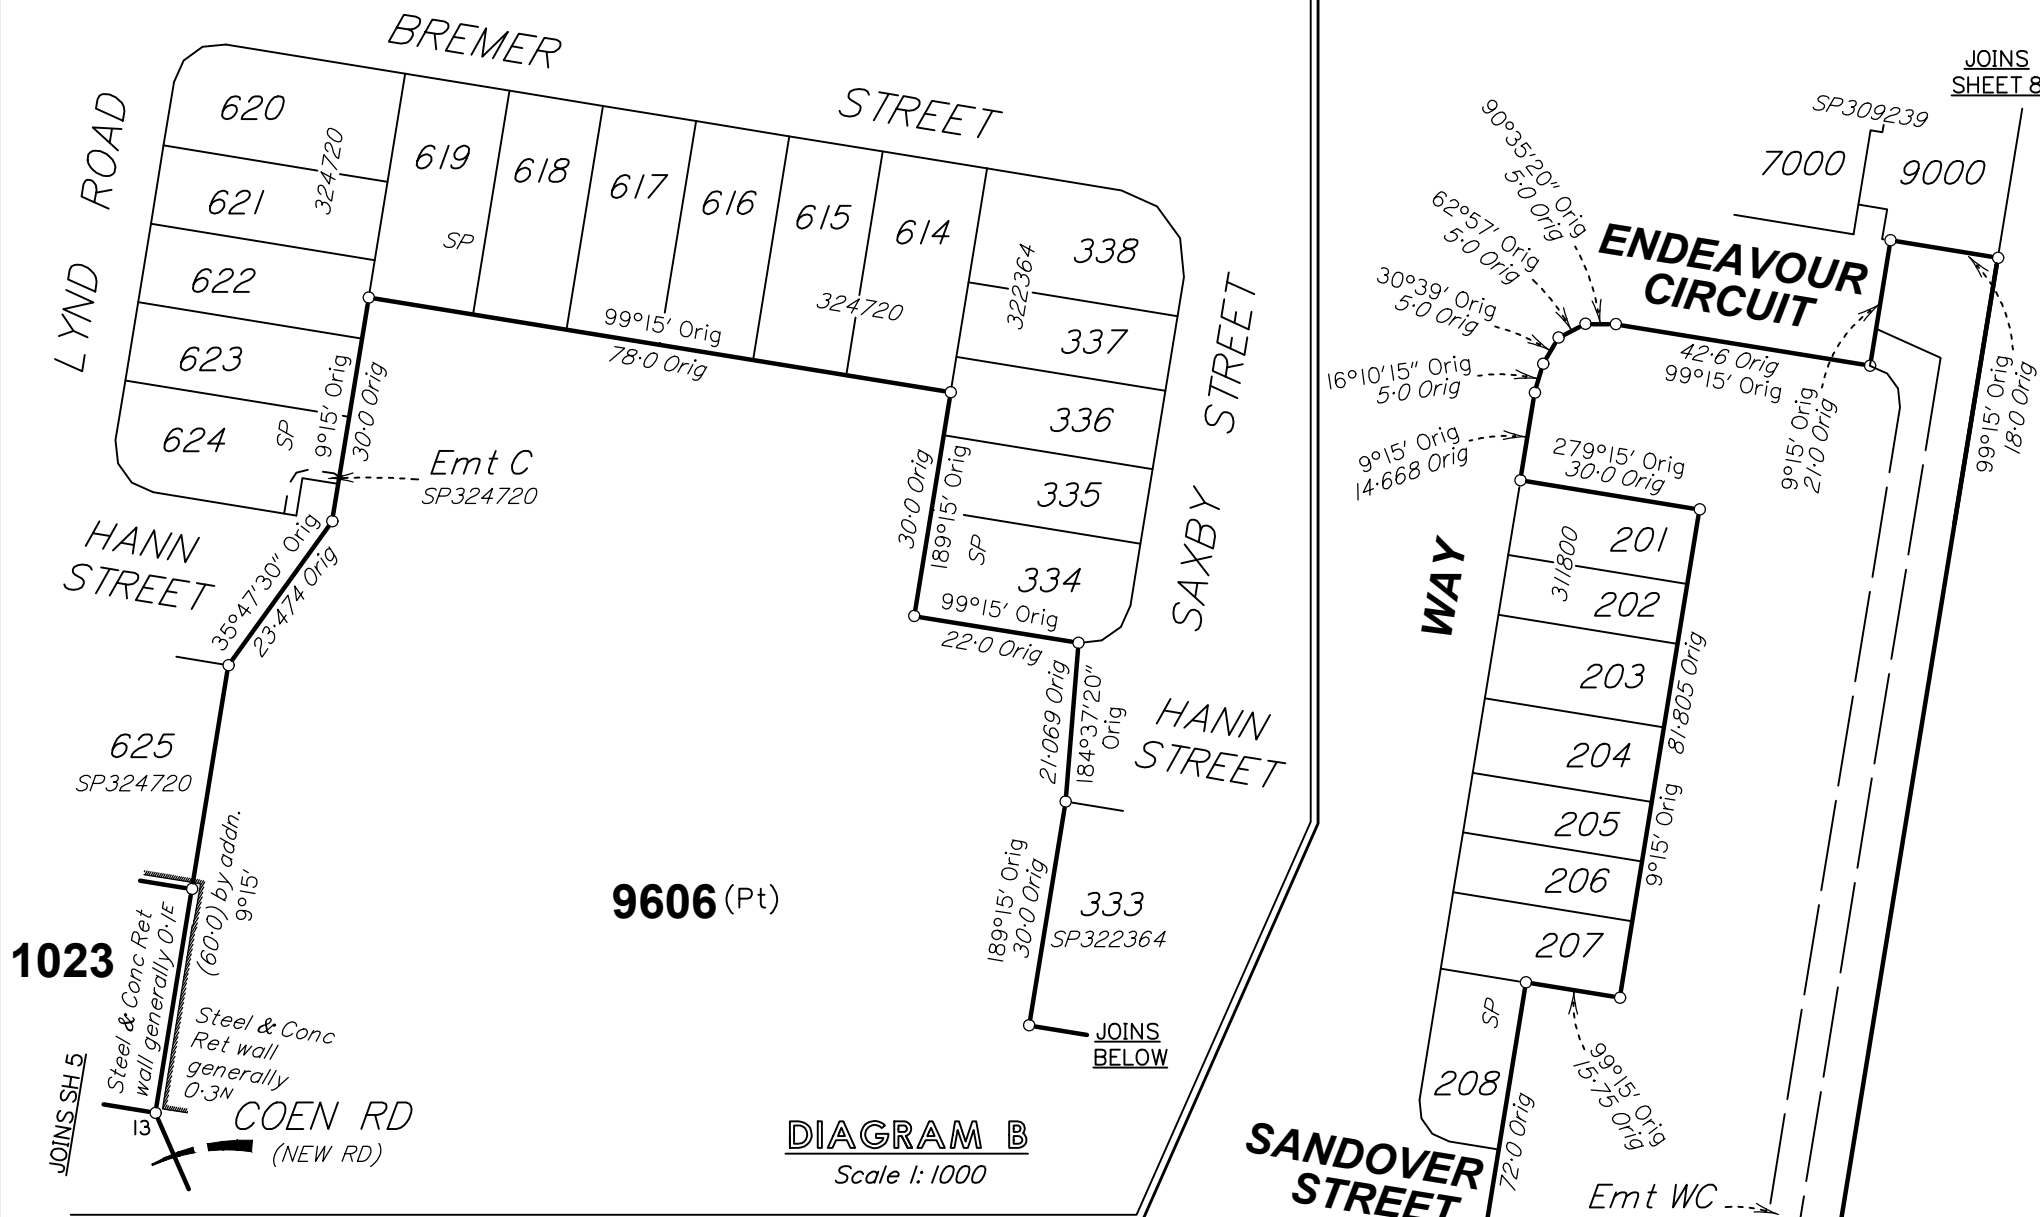 BREMER
STREET
LYND ROAD
620
324720
621
622
623
SP
624
619
SP
618
617
616
615
614
324720
338
322364
337
336
335
SP
334
SAXBY STREET
99°15' Orig
78·0 Orig
9°15' Orig
30·0 Orig
Emt C
SP324720
HANN
STREET
35°47'30" Orig
23·474 Orig
30·0 Orig
189°15' Orig
99°15' Orig
22·0 Orig
21·069 Orig
184°37'20"
Orig
HANN
STREET
625
SP324720
(60·0) by addn.
9°15'
9606 (Pt)
189°15' Orig
30·0 Orig
333
SP322364
1023
Steel & Conc Ret
wall generally 0·1E
Steel & Conc
Ret wall
generally
0·3N
JOINS SH 5
13
COEN RD
(NEW RD)
JOINS
BELOW
DIAGRAM B
Scale 1:1000
JOINS
SHEET 8
SP309239
7000
9000
90°35'20" Orig
5·0 Orig
62°57' Orig
5·0 Orig
30°39' Orig
5·0 Orig
16°10'15" Orig
5·0 Orig
9°15' Orig
14·668 Orig
ENDEAVOUR
CIRCUIT
42·6 Orig
99°15' Orig
9°15' Orig
21·0 Orig
99°15' Orig
18·0 Orig
279°15' Orig
30·0 Orig
WAY
201
311800
202
203
204
205
206
207
81·805 Orig
9°15' Orig
SP
208
99°15' Orig
15·75 Orig
72·0 Orig
SANDOVER
STREET
Emt WC